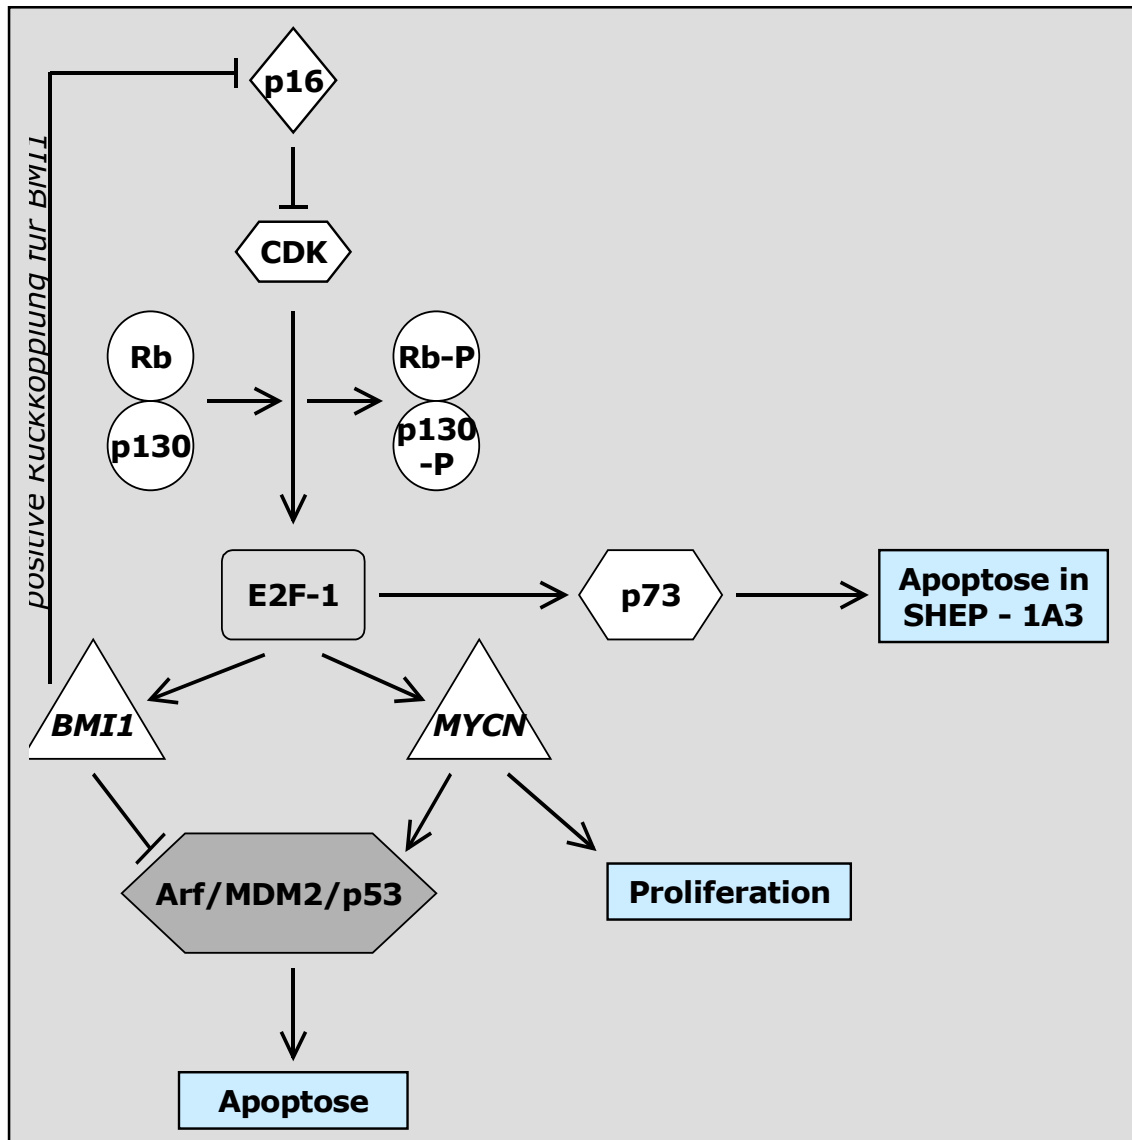 p16
positive Rückkopplung für BMI1
CDK
Rb
Rb-P
p130
p130
-P
E2F-1
p73
Apoptose in
SHEP - 1A3
BMI1
MYCN
Arf/MDM2/p53
Proliferation
Apoptose